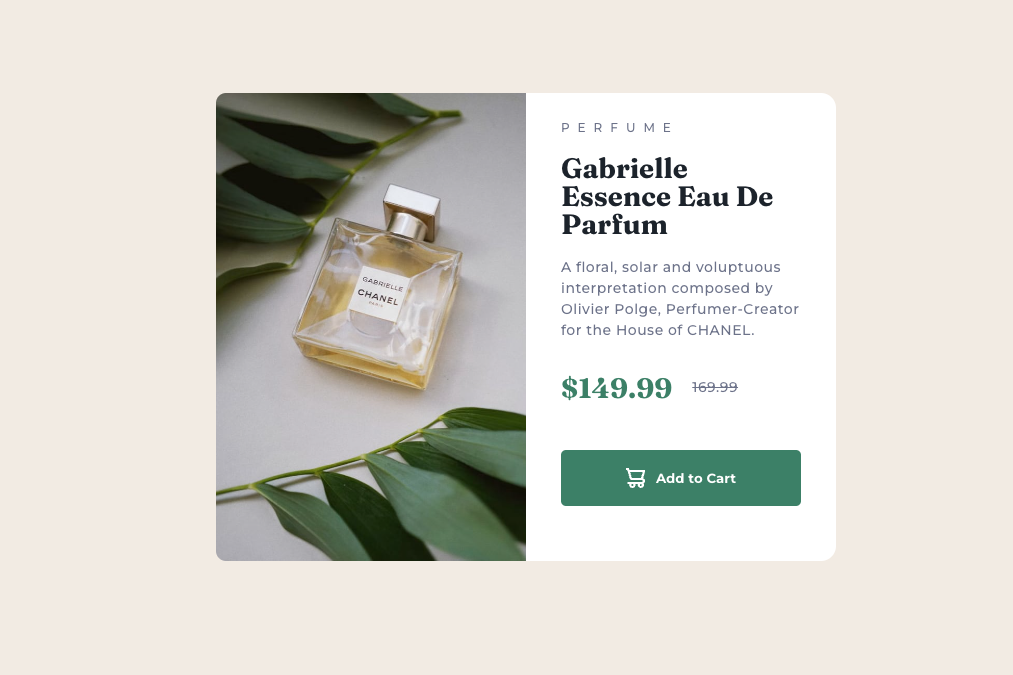 GABRIELLE
CHANEL
PARIS
PERFUME
Gabrielle
Essence Eau De
Parfum
A floral, solar and voluptuous
interpretation composed by
Olivier Polge, Perfumer-Creator
for the House of CHANEL.
$149.99 169.99
Add to Cart